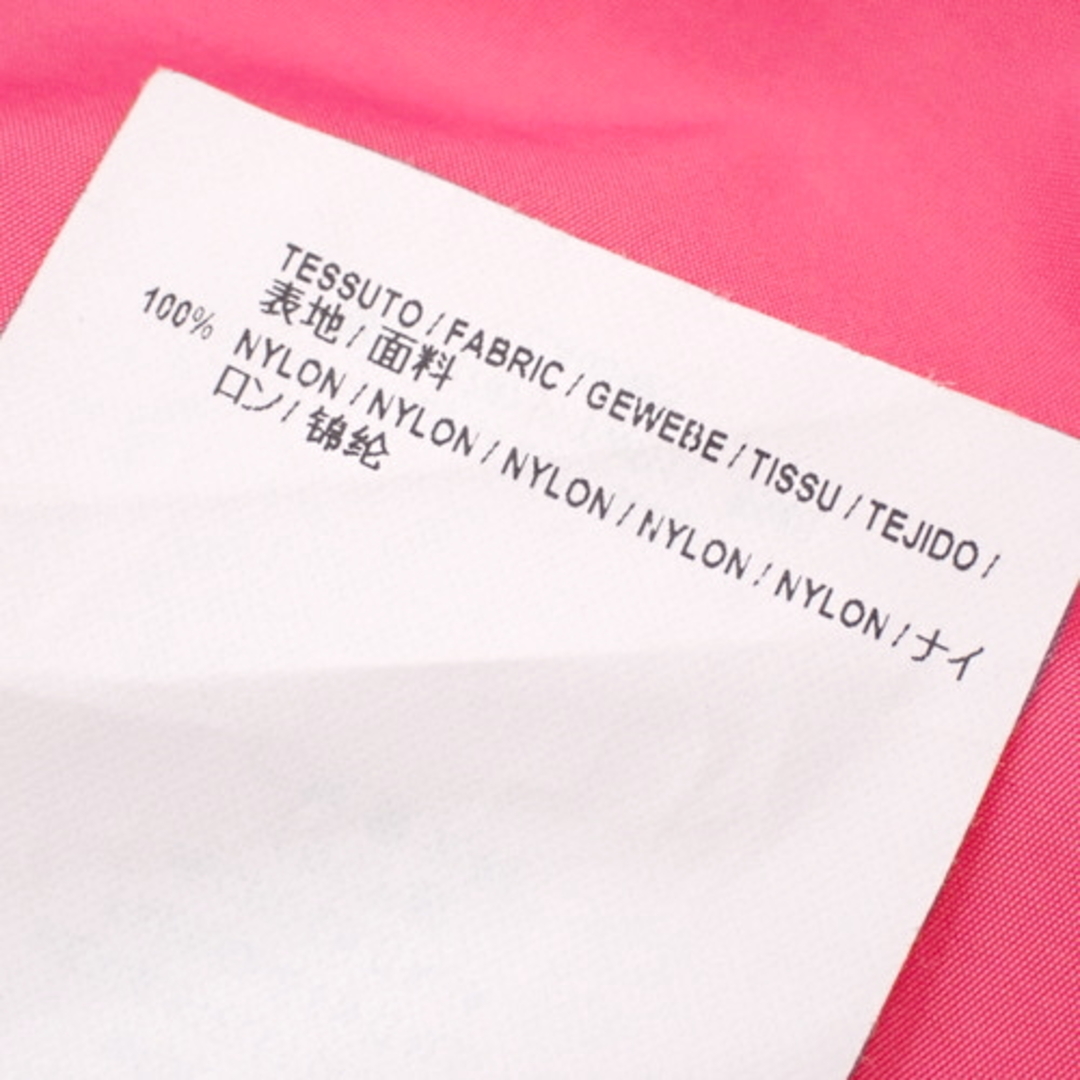 TESSUTO / FABRIC / GEWEBE / TISSU / TEJIDO /
表地 / 面料
100% NYLON / NYLON / NYLON / NYLON / NYLON / ナイ
ロン / 锦纶